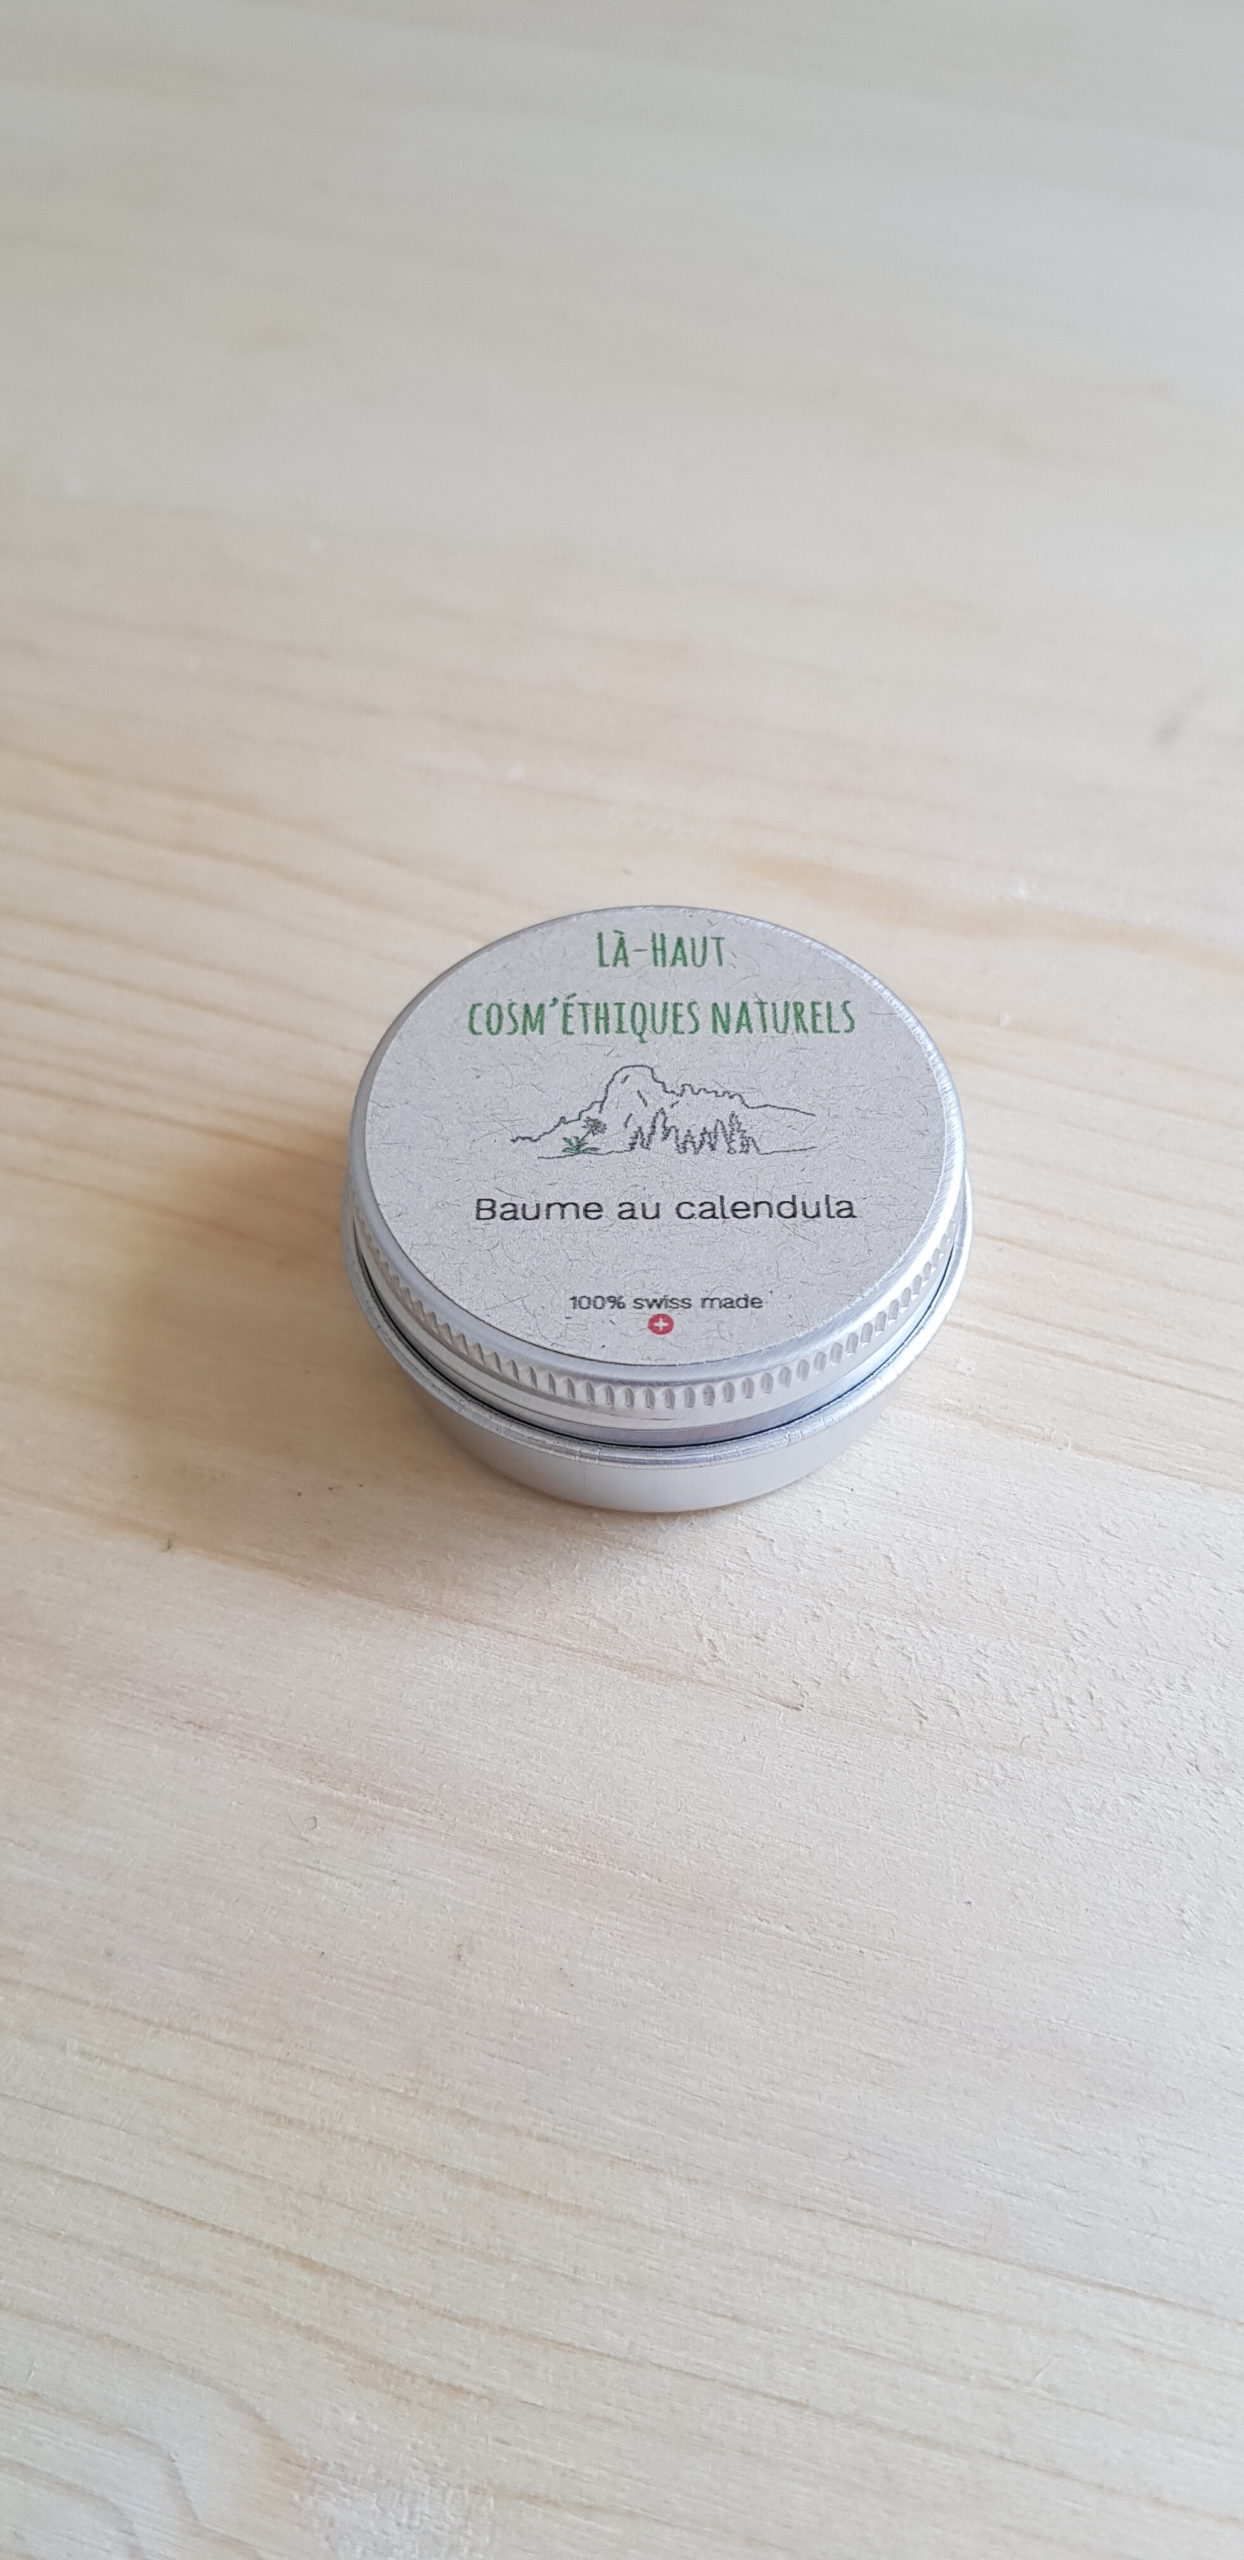 Là-Haut
cosm'éthiques naturels
Baume au calendula
100% swiss made